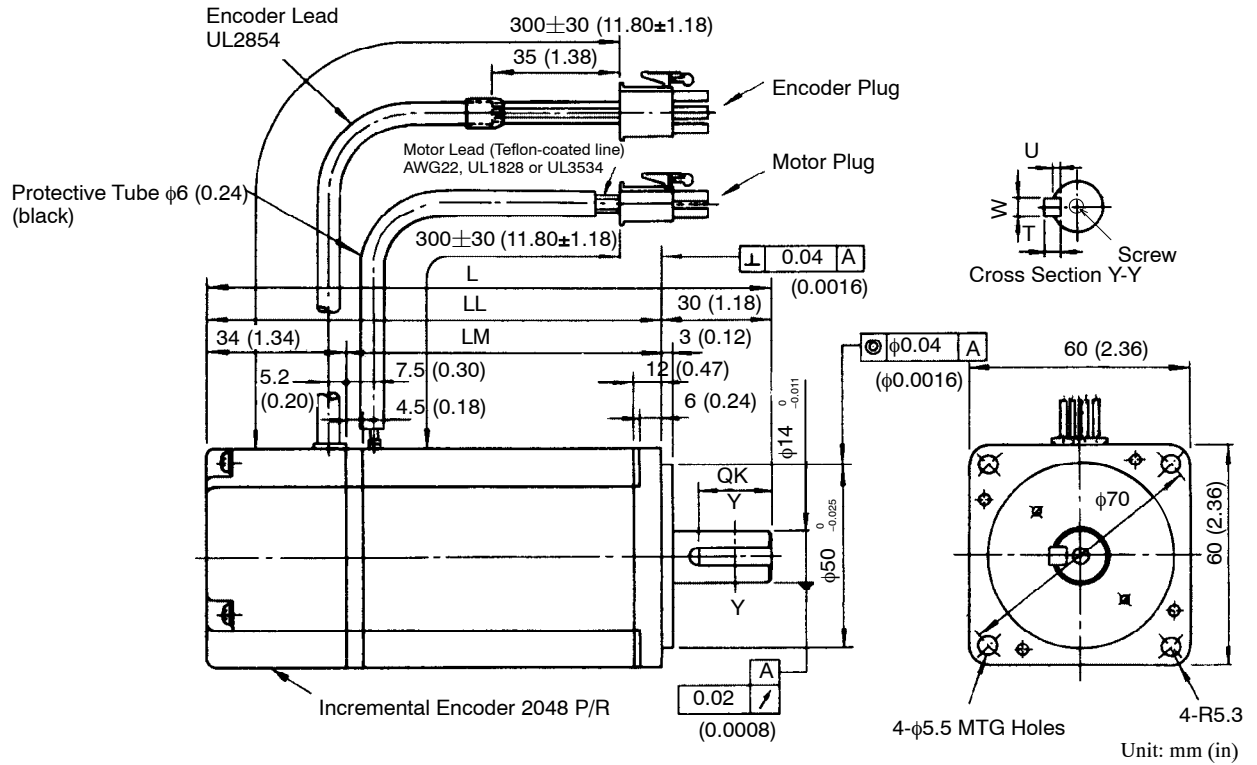 Encoder Lead
UL2854
300±30 (11.80±1.18)
35 (1.38)
Encoder Plug
Motor Lead (Teflon-coated line)
AWG22, UL1828 or UL3534
Motor Plug
Protective Tube φ6 (0.24)
(black)
300±30 (11.80±1.18)
U
W
T
Screw
Cross Section Y-Y
⊥ 0.04 A
(0.0016)
L
LL
30 (1.18)
34 (1.34)
LM
3 (0.12)
5.2
(0.20)
7.5 (0.30)
12 (0.47)
4.5 (0.18)
6 (0.24)
◎ φ0.04 A
(φ0.0016)
60 (2.36)
φ14 0 -0.011
QK
Y
φ50 0 -0.025
Y
φ70
60 (2.36)
A
0.02 ↗
(0.0008)
Incremental Encoder 2048 P/R
4-φ5.5 MTG Holes
4-R5.3
Unit: mm (in)